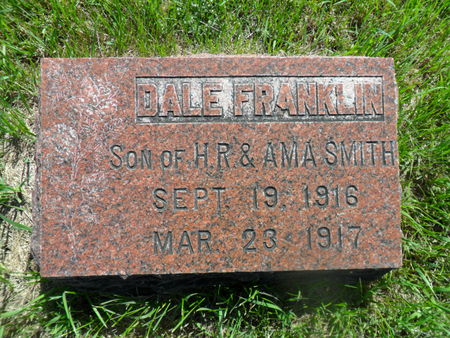 DALE FRANKLIN
SON OF H.R. & AMA SMITH
SEPT. 19, 1916
MAR. 23, 1917